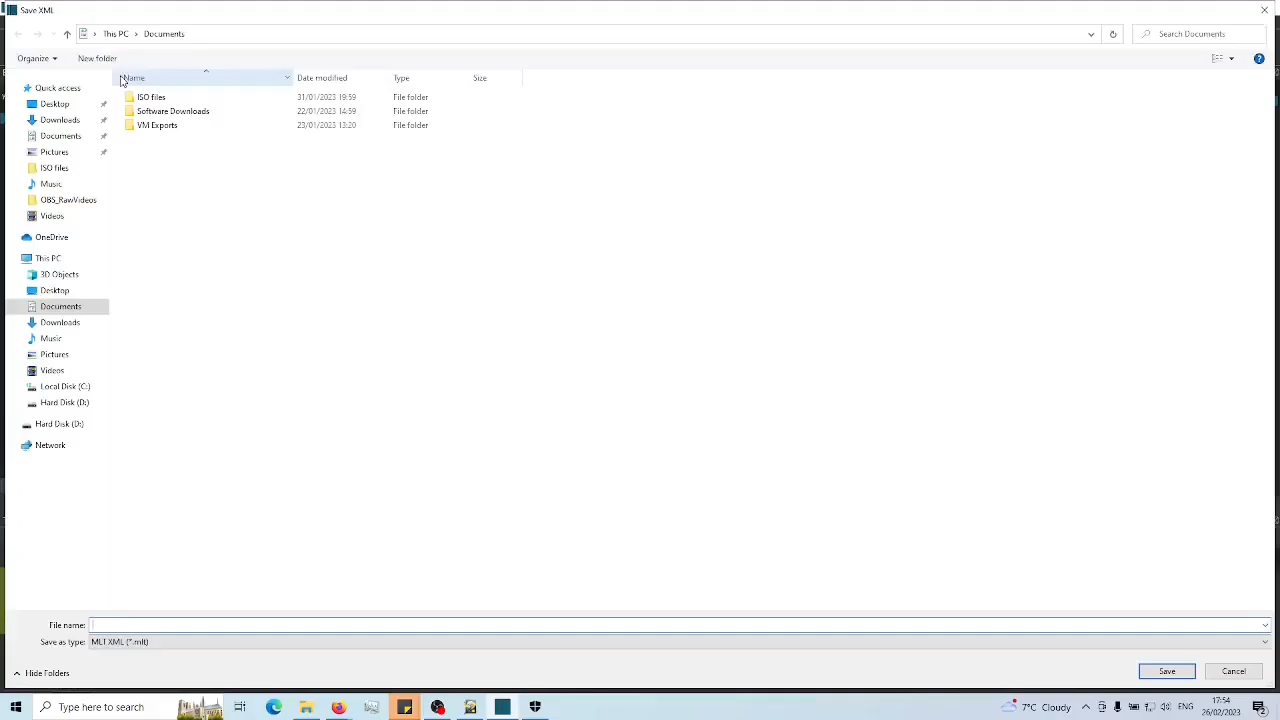 Save XML
This PC > Documents
Search Documents
Organize
New folder
Name
Date modified
Type
Size
ISO files 31/01/2023 19:59 File folder
Software Downloads 22/01/2023 14:59 File folder
VM Exports 23/01/2023 13:20 File folder
Quick access
Desktop
Downloads
Documents
Pictures
ISO files
Music
OBS_RawVideos
Videos
OneDrive
This PC
3D Objects
Desktop
Documents
Downloads
Music
Pictures
Videos
Local Disk (C:)
Hard Disk (D:)
Hard Disk (D:)
Network
File name:
Save as type: MLT XML (*.mlt)
Hide Folders
Save
Cancel
Type here to search
7°C Cloudy
ENG
17:54
26/02/2023
2